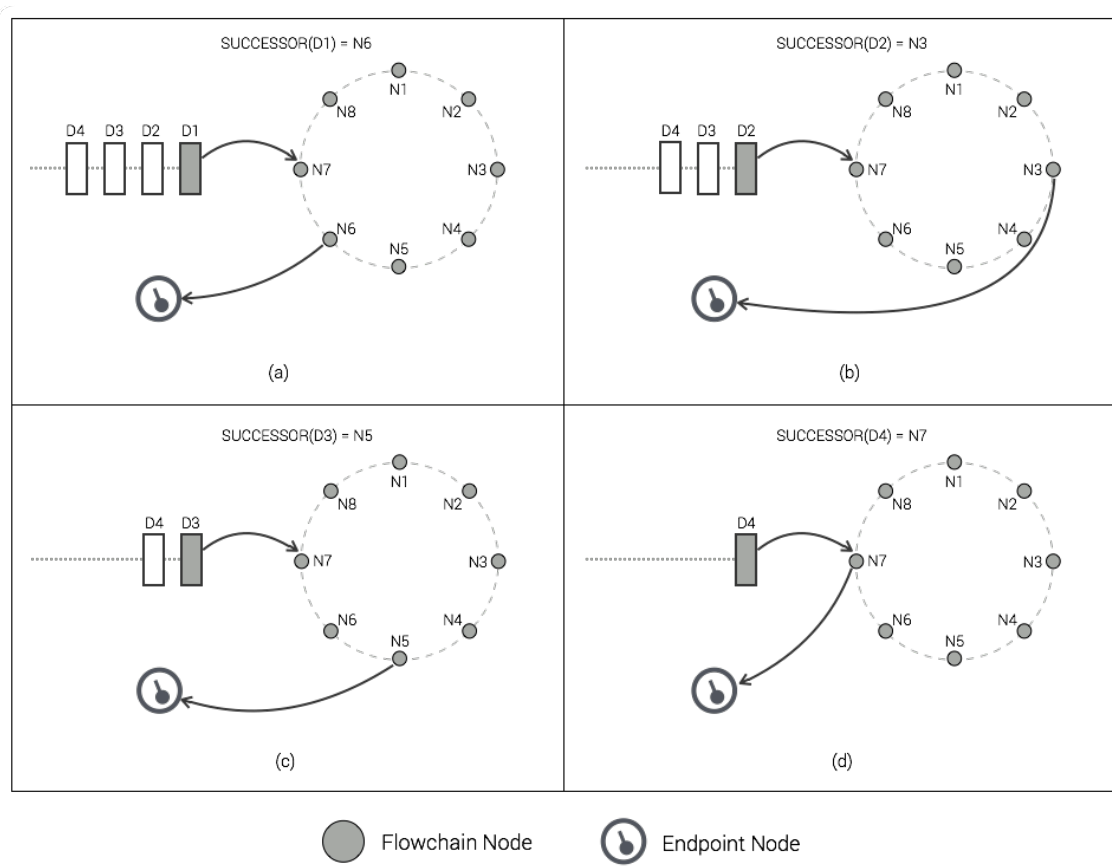 SUCCESSOR(D1) = N6
D4 D3 D2 D1
N1
N8 N2
N7 N3
N6 N4
N5
(a)
SUCCESSOR(D2) = N3
D4 D3 D2
N1
N8 N2
N7 N3
N6 N4
N5
(b)
SUCCESSOR(D3) = N5
D4 D3
N1
N8 N2
N7 N3
N6 N4
N5
(c)
SUCCESSOR(D4) = N7
D4
N1
N8 N2
N7 N3
N6 N4
N5
(d)
Flowchain Node
Endpoint Node